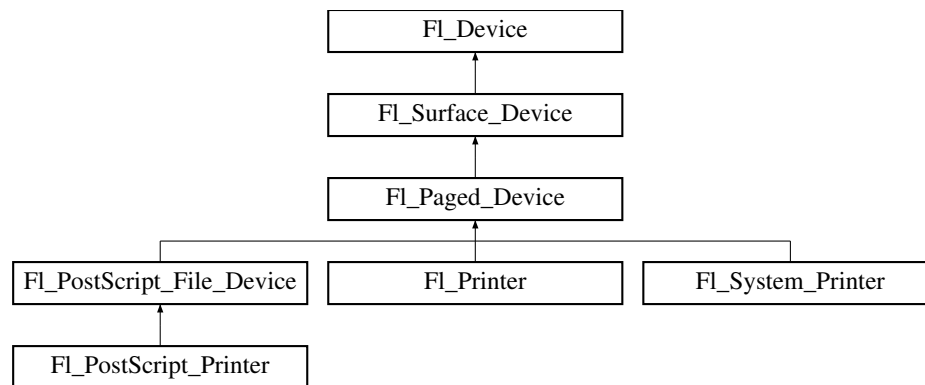 Fl_Device
Fl_Surface_Device
Fl_Paged_Device
Fl_PostScript_File_Device
Fl_Printer
Fl_System_Printer
Fl_PostScript_Printer